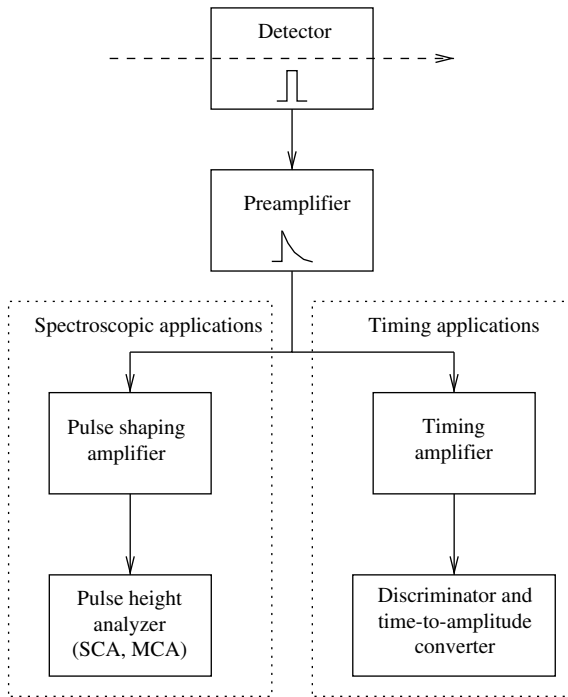 Detector
Preamplifier
Spectroscopic applications
Timing applications
Pulse shaping
amplifier
Timing
amplifier
Pulse height
analyzer
(SCA, MCA)
Discriminator and
time-to-amplitude
converter